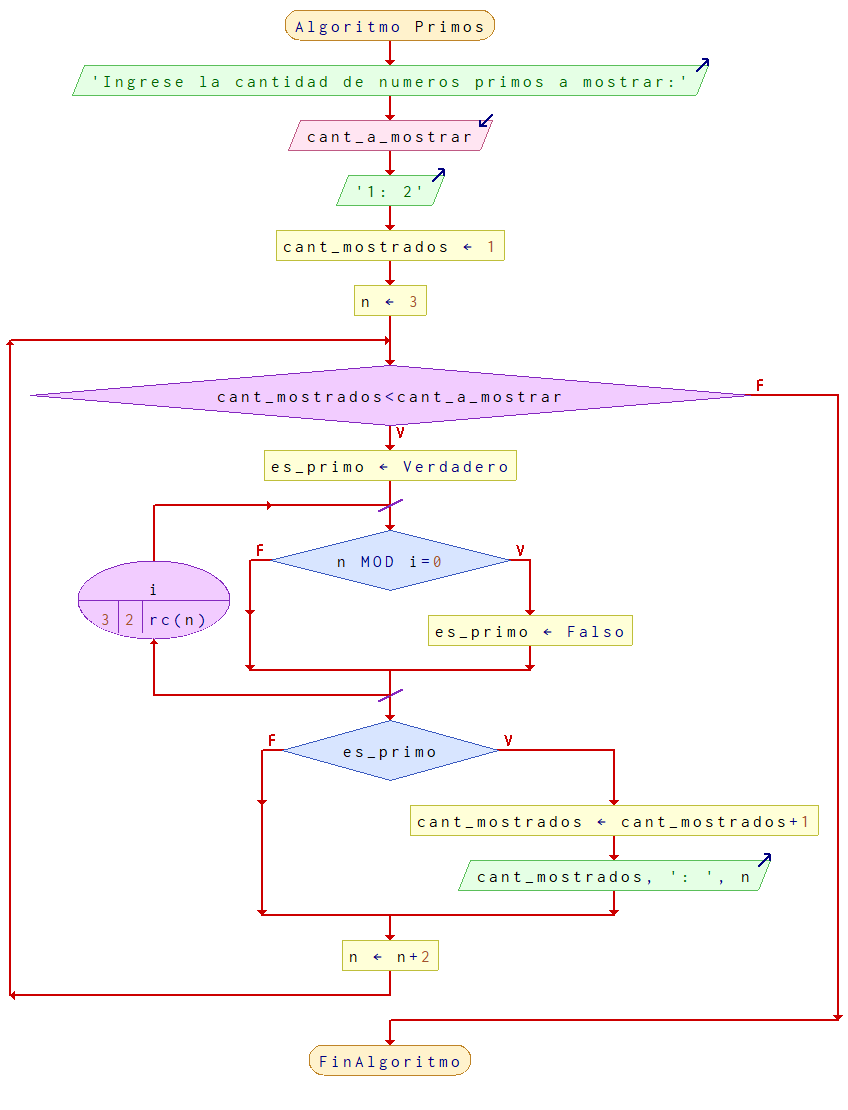 Algoritmo Primos
'Ingrese la cantidad de numeros primos a mostrar:'
cant_a_mostrar
'1: 2'
cant_mostrados ← 1
n ← 3
cant_mostrados<cant_a_mostrar
F
V
es_primo ← Verdadero
F
n MOD i=0
V
i
3 2 rc(n)
es_primo ← Falso
F
es_primo
V
cant_mostrados ← cant_mostrados+1
cant_mostrados, ': ', n
n ← n+2
FinAlgoritmo